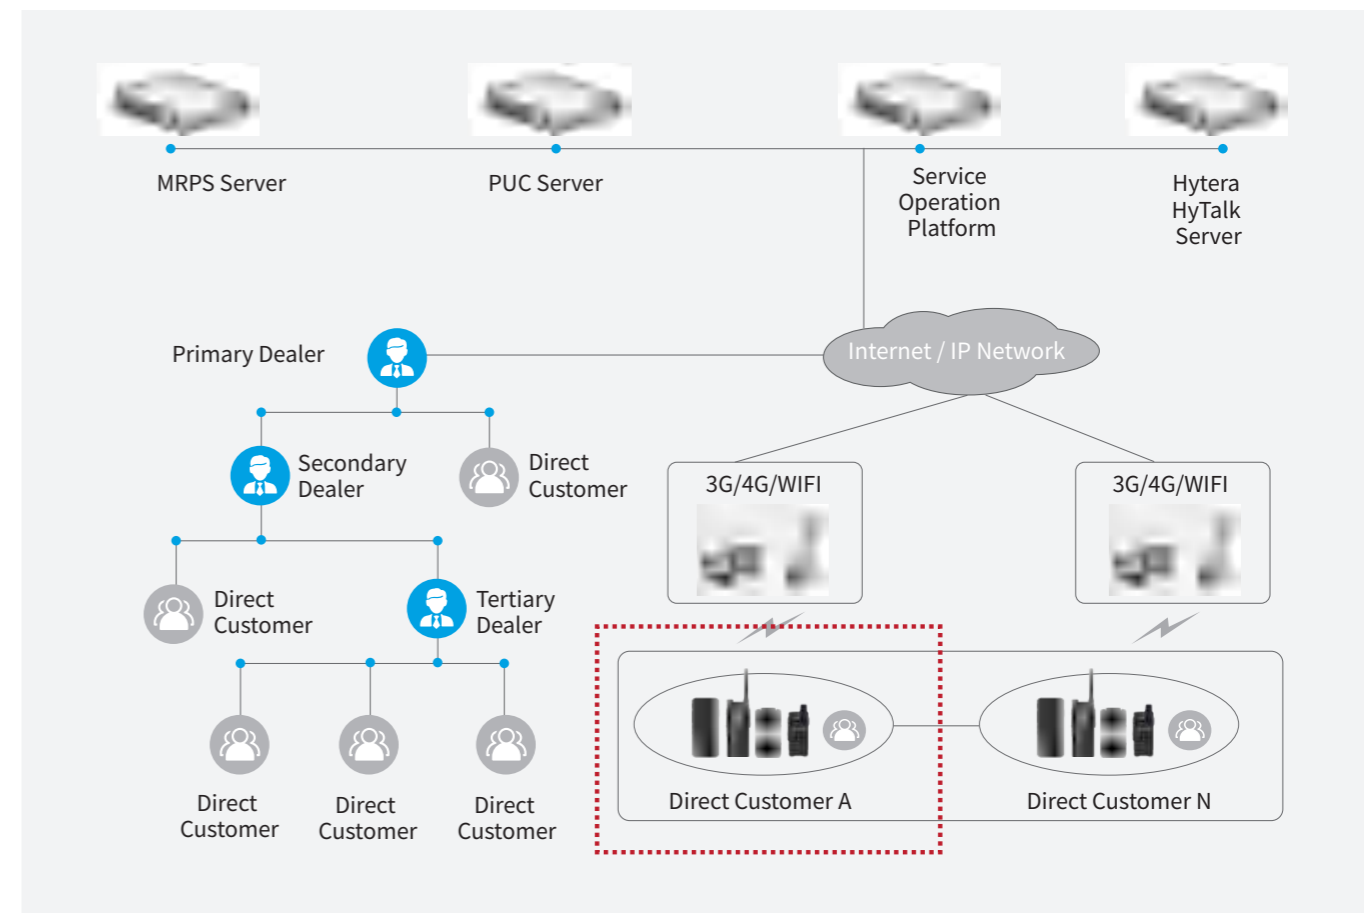 MRPS Server
PUC Server
Service
Operation
Platform
Hytera
HyTalk
Server
Primary Dealer
Internet / IP Network
Secondary
Dealer
Direct
Customer
3G/4G/WIFI
3G/4G/WIFI
Direct
Customer
Tertiary
Dealer
Direct Customer A
Direct Customer N
Direct
Customer
Direct
Customer
Direct
Customer